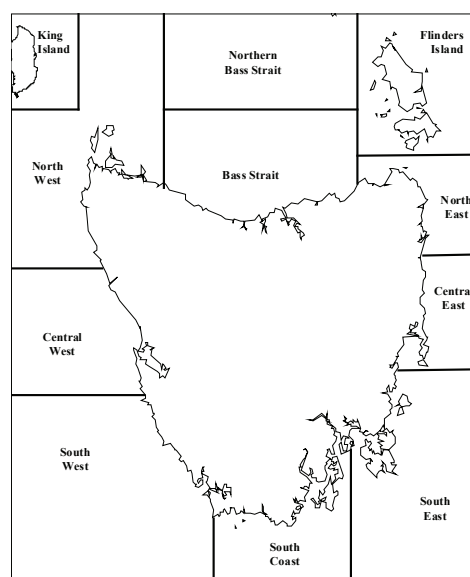 King
Island
Northern
Bass Strait
Flinders
Island
North
West
Bass Strait
North
East
Central
East
Central
West
South
West
South
East
South
Coast